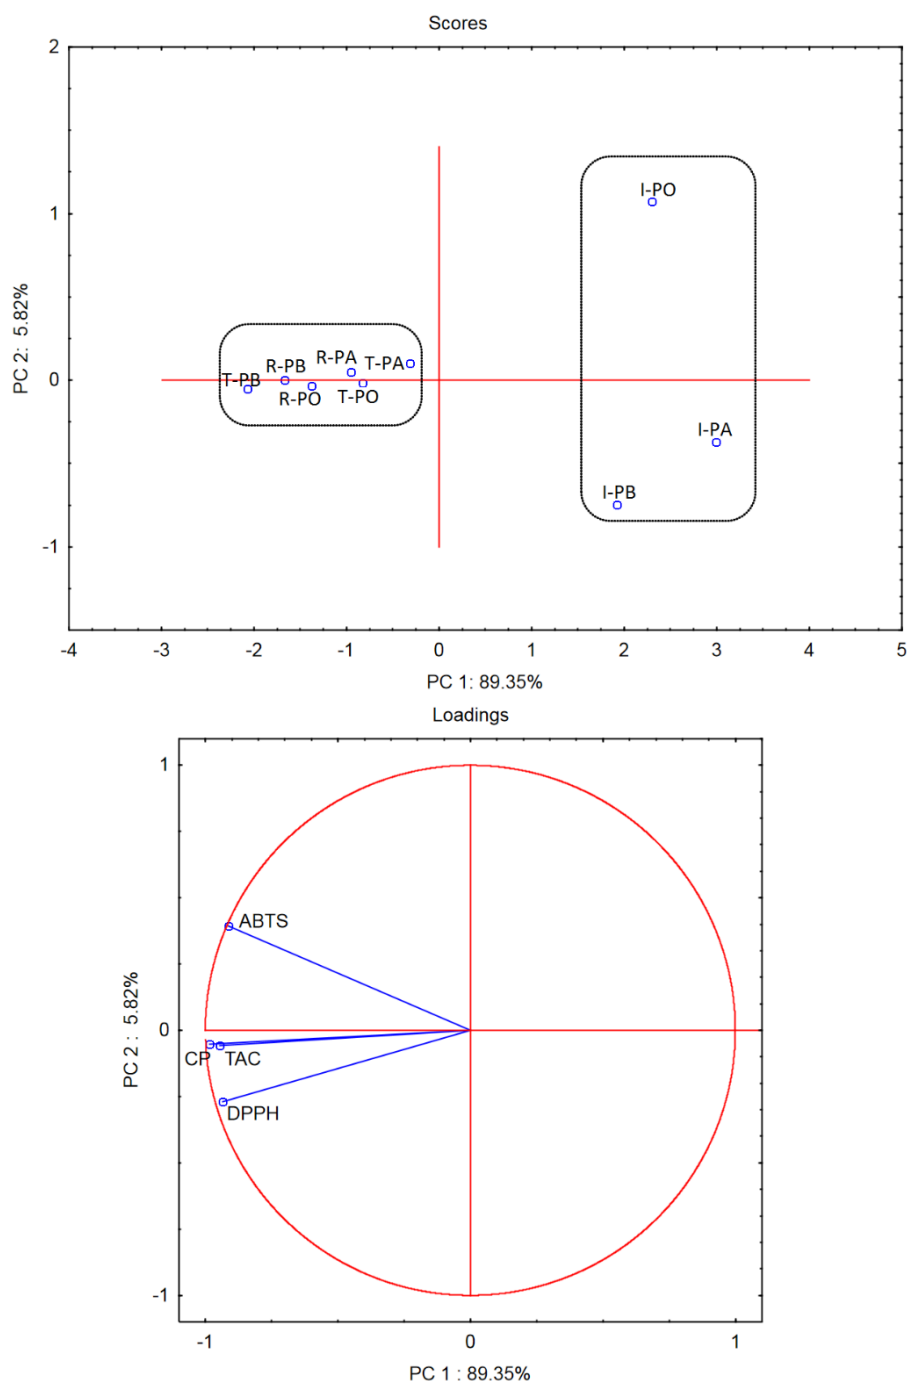 Scores
2
1
0
-1
PC 2: 5.82%
I-PO
R-PA
T-PA
R-PB
T-PB
R-PO
T-PO
I-PA
I-PB
-4 -3 -2 -1 0 1 2 3 4 5
PC 1: 89.35%
Loadings
1
0
-1
PC 2 : 5.82%
ABTS
CP TAC
DPPH
-1 0 1
PC 1 : 89.35%